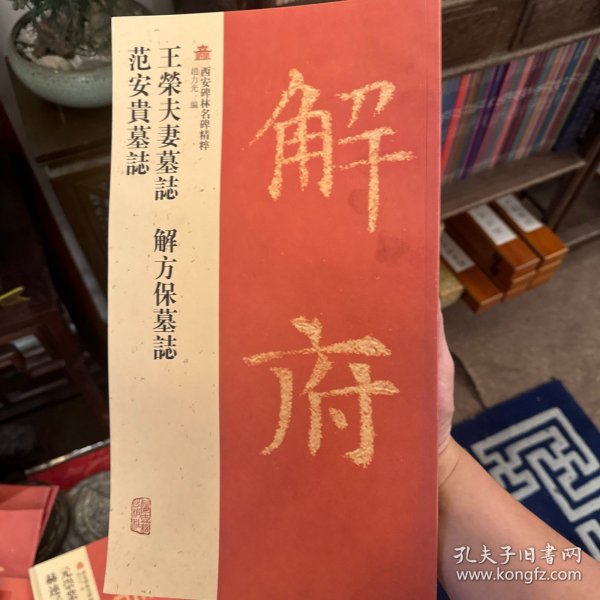 西安碑林名碑精粹
趙力光 編
王榮夫妻墓誌 解方保墓誌
范安貴墓誌
解府
孔夫子旧书网
www.kongfz.com